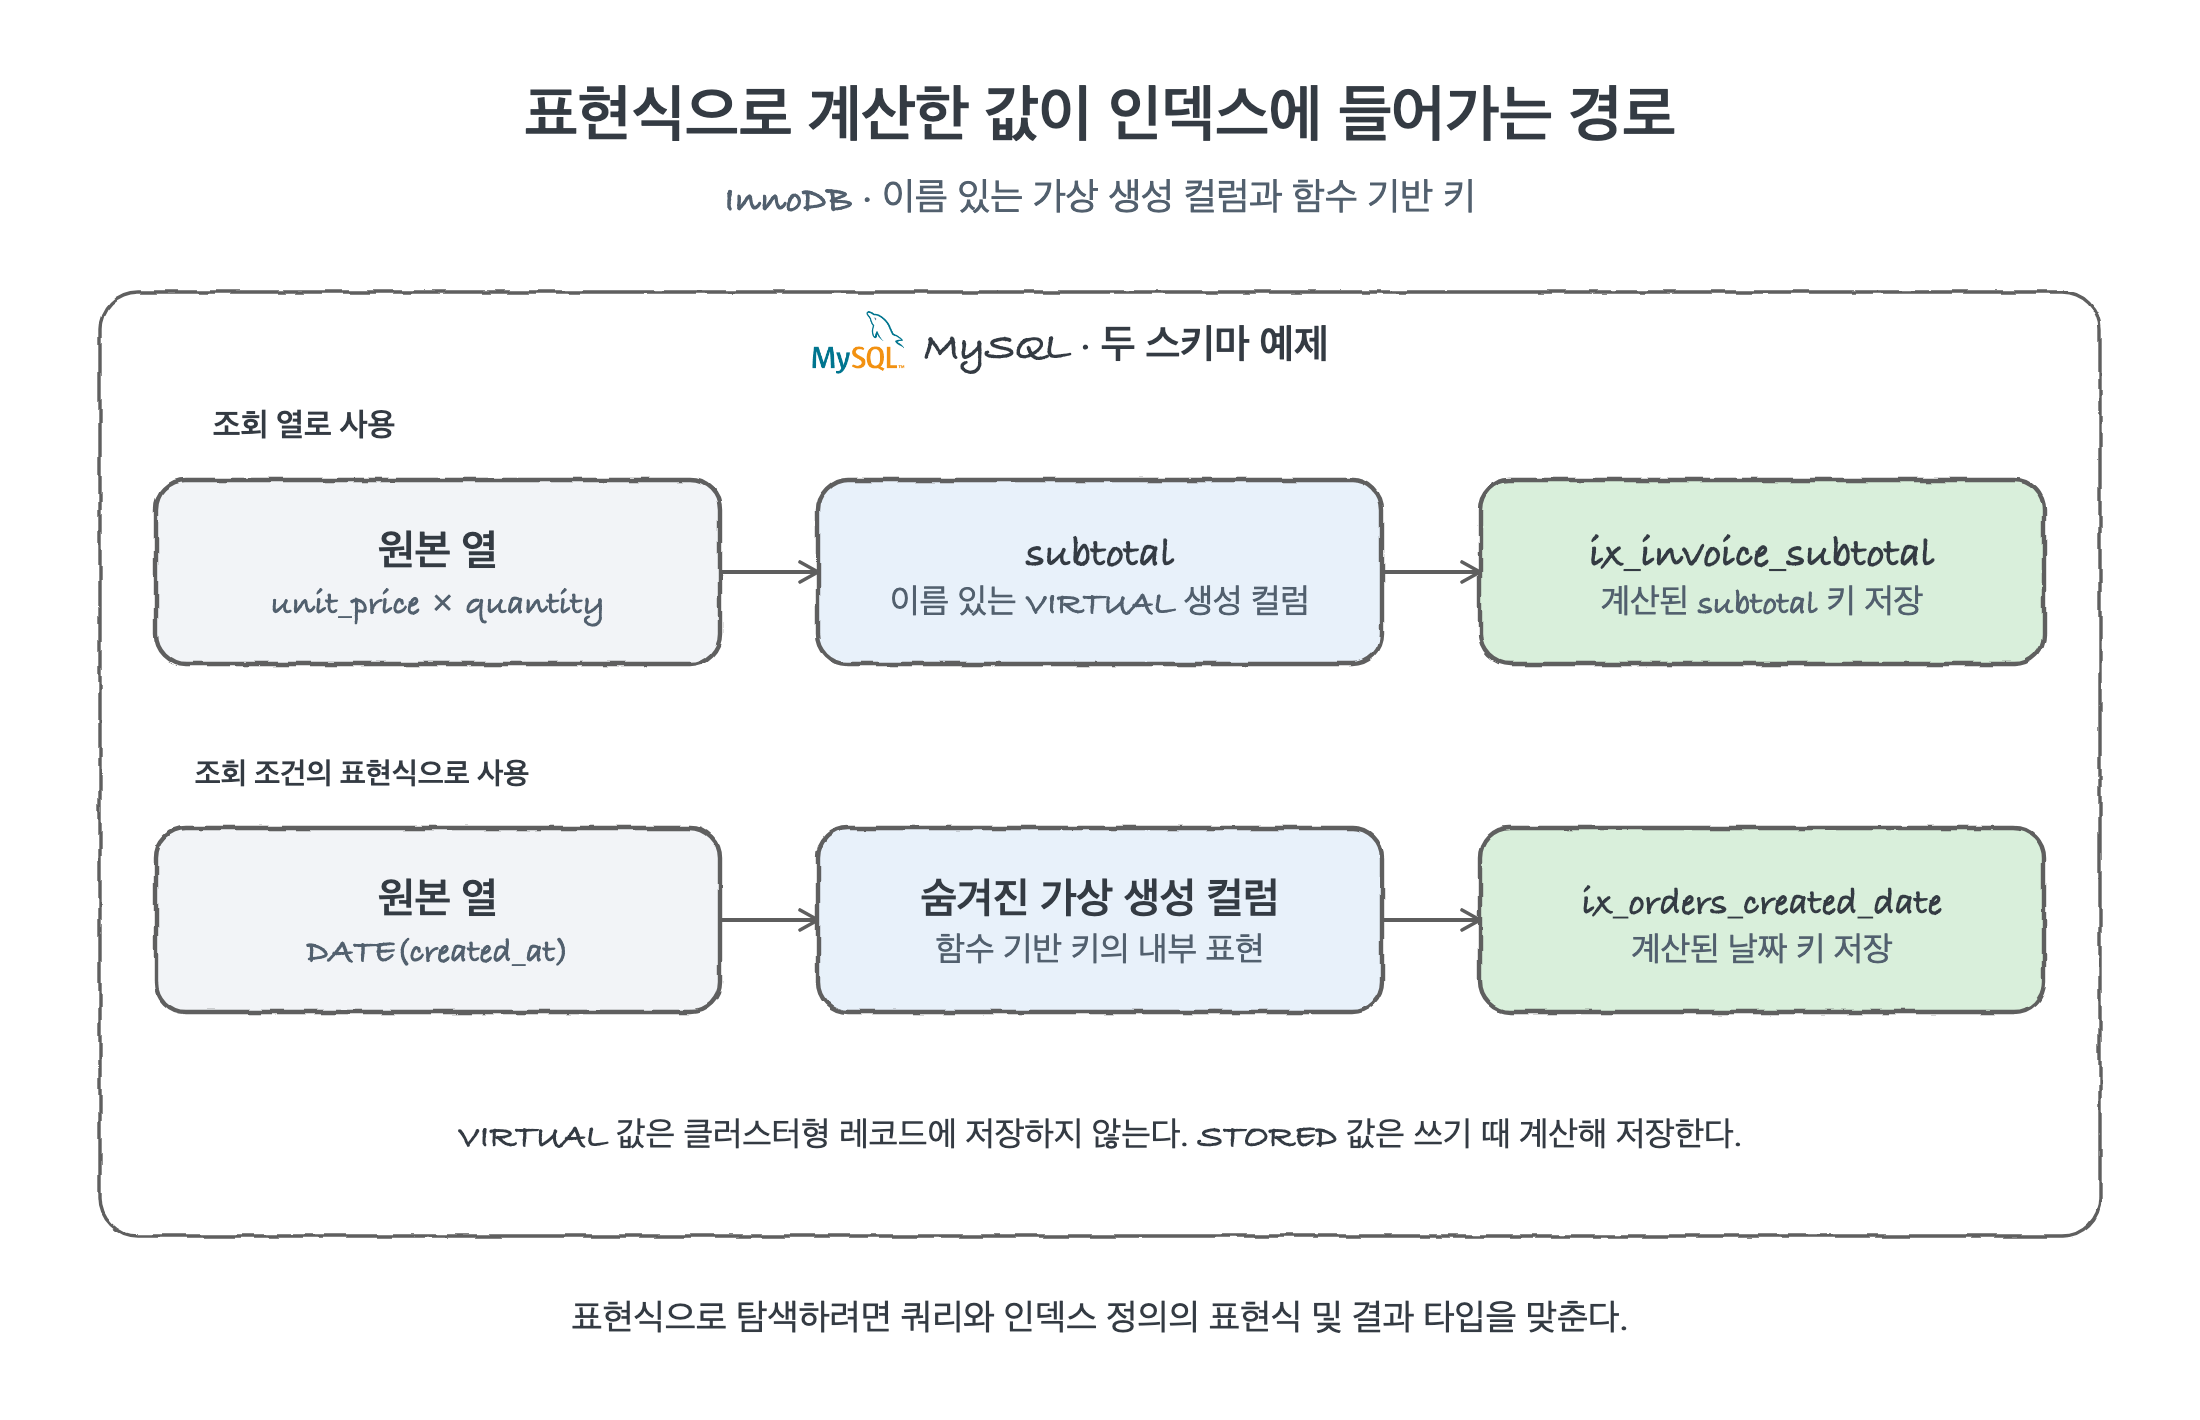 표현식으로 계산한 값이 인덱스에 들어가는 경로
InnoDB · 이름 있는 가상 생성 컬럼과 함수 기반 키
MySQL™ MySQL · 두 스키마 예제
조회 열로 사용
원본 열
unit_price × quantity
subtotal
이름 있는 VIRTUAL 생성 컬럼
ix_invoice_subtotal
계산된 subtotal 키 저장
조회 조건의 표현식으로 사용
원본 열
DATE(created_at)
숨겨진 가상 생성 컬럼
함수 기반 키의 내부 표현
ix_orders_created_date
계산된 날짜 키 저장
VIRTUAL 값은 클러스터형 레코드에 저장하지 않는다. STORED 값은 쓰기 때 계산해 저장한다.
표현식으로 탐색하려면 쿼리와 인덱스 정의의 표현식 및 결과 타입을 맞춘다.